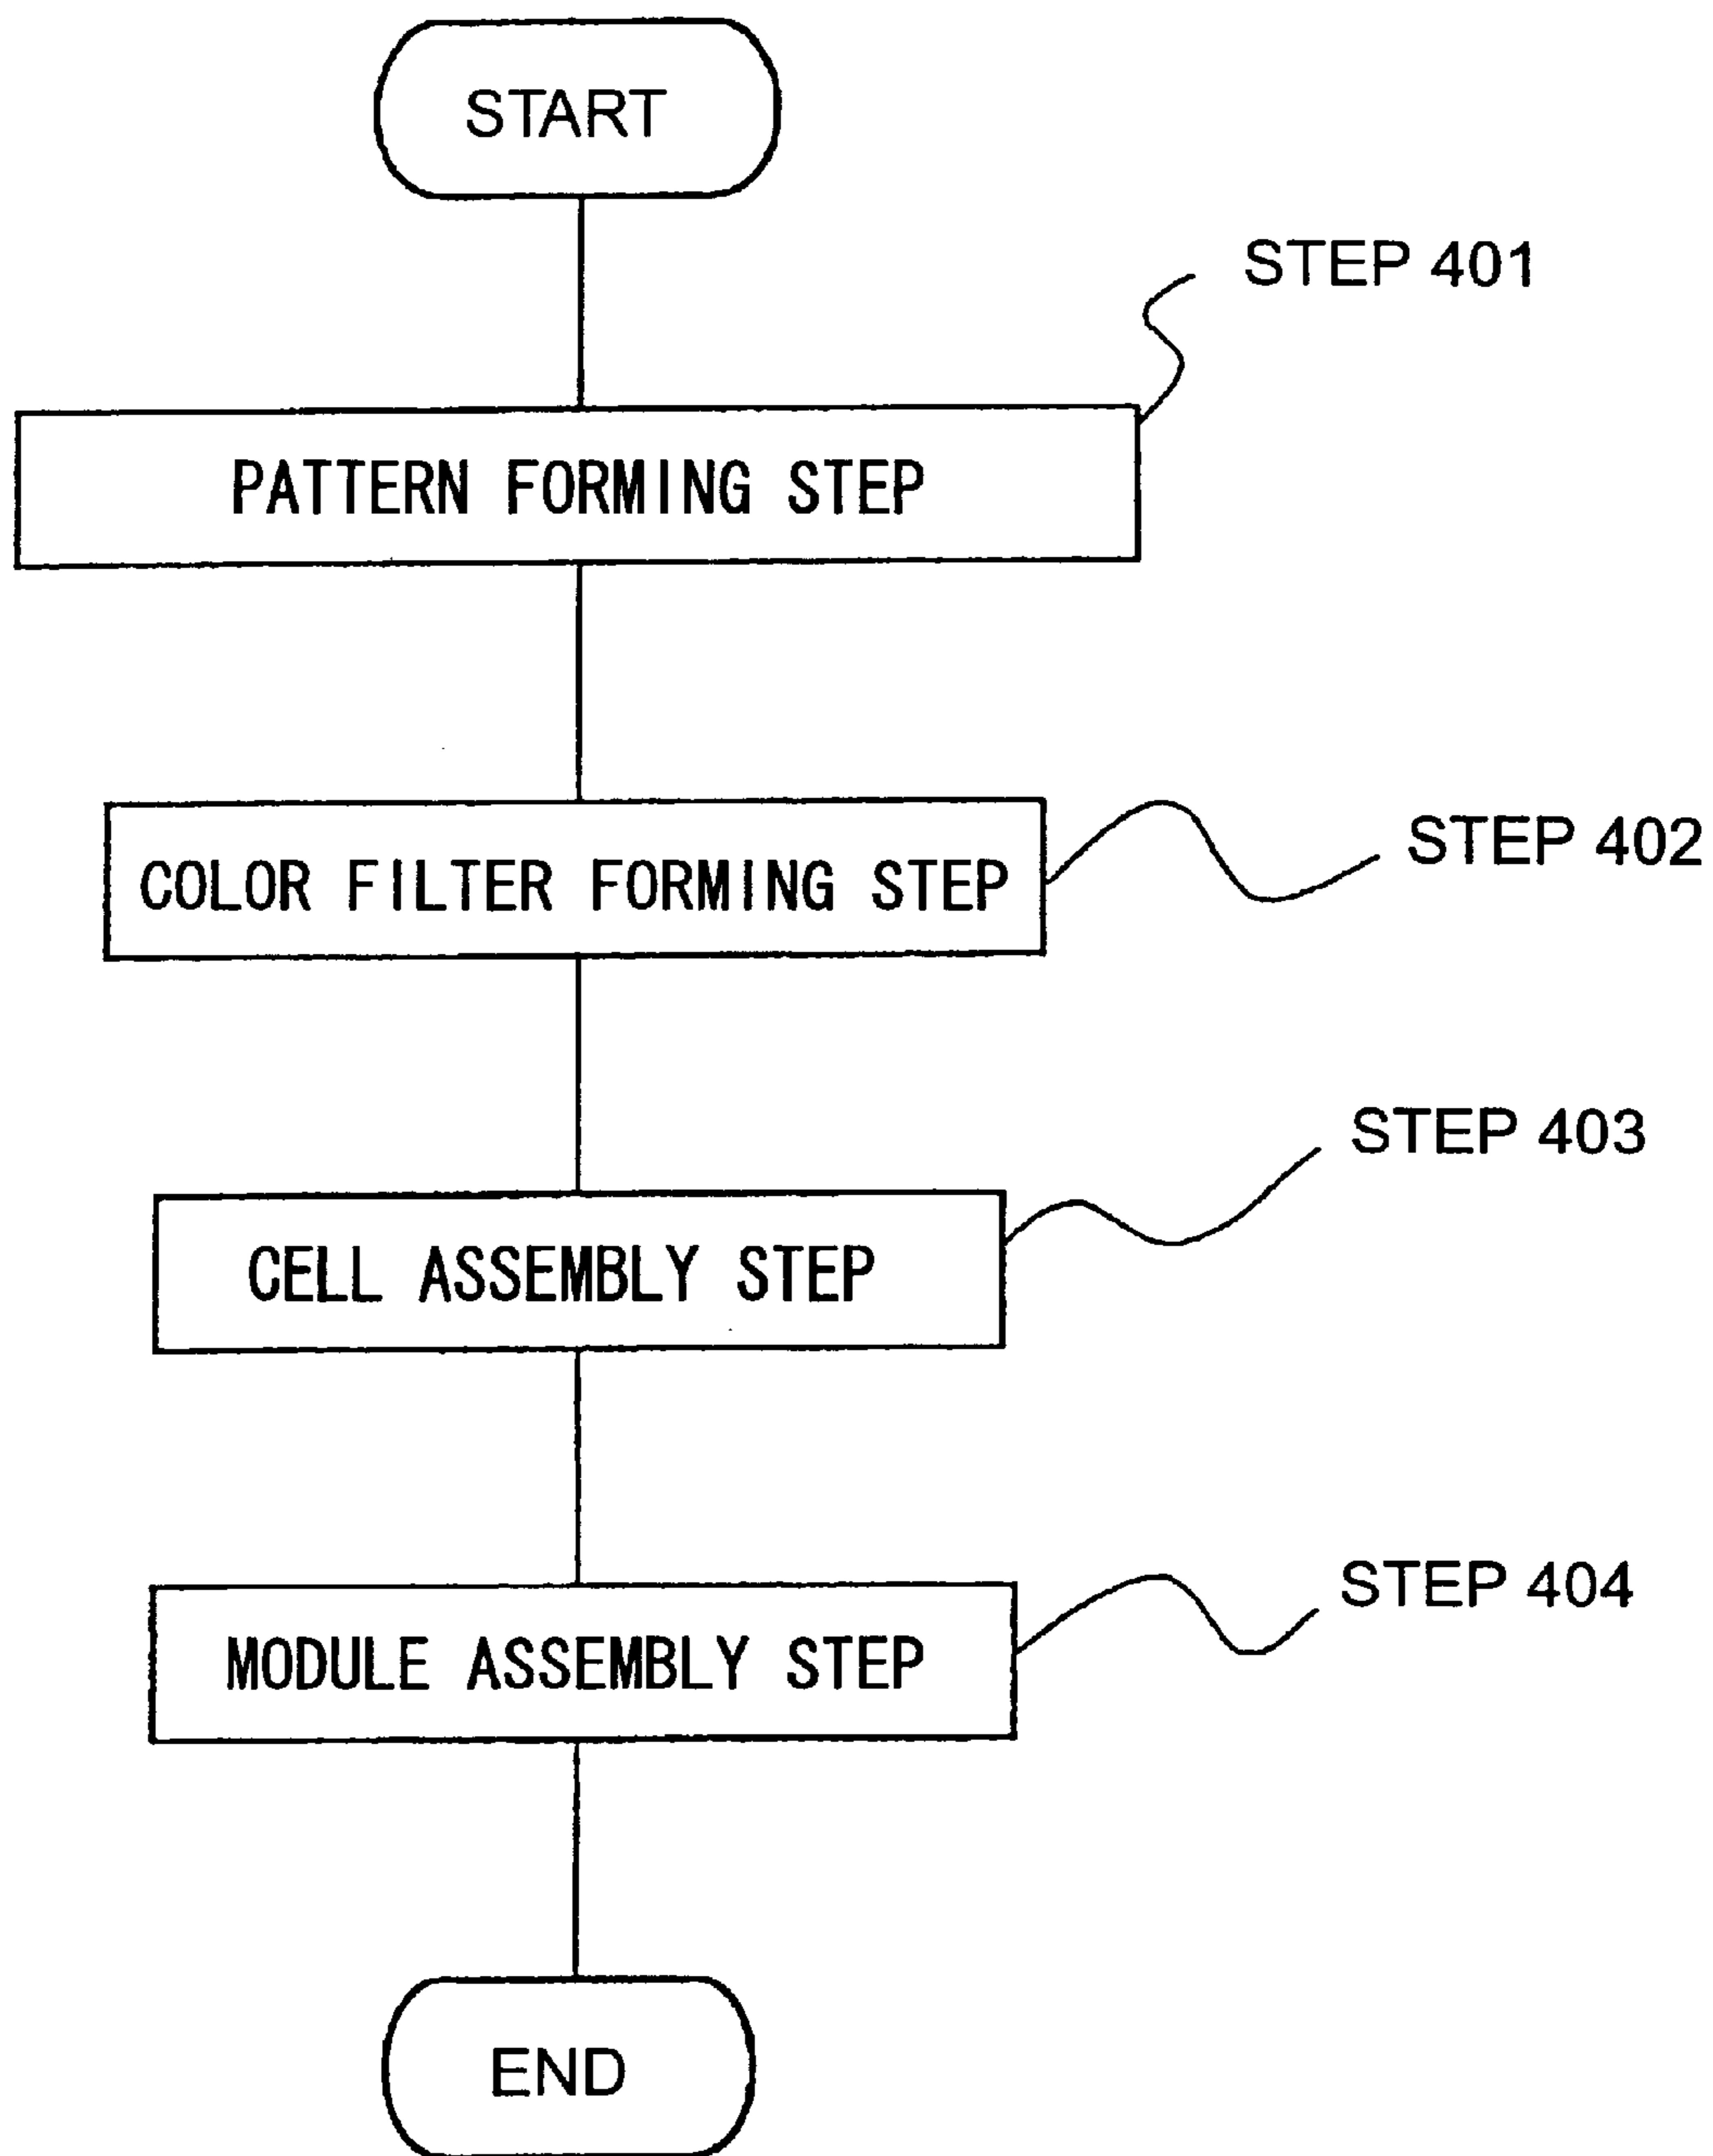 START
STEP 401
PATTERN FORMING STEP
STEP 402
COLOR FILTER FORMING STEP
STEP 403
CELL ASSEMBLY STEP
STEP 404
MODULE ASSEMBLY STEP
END